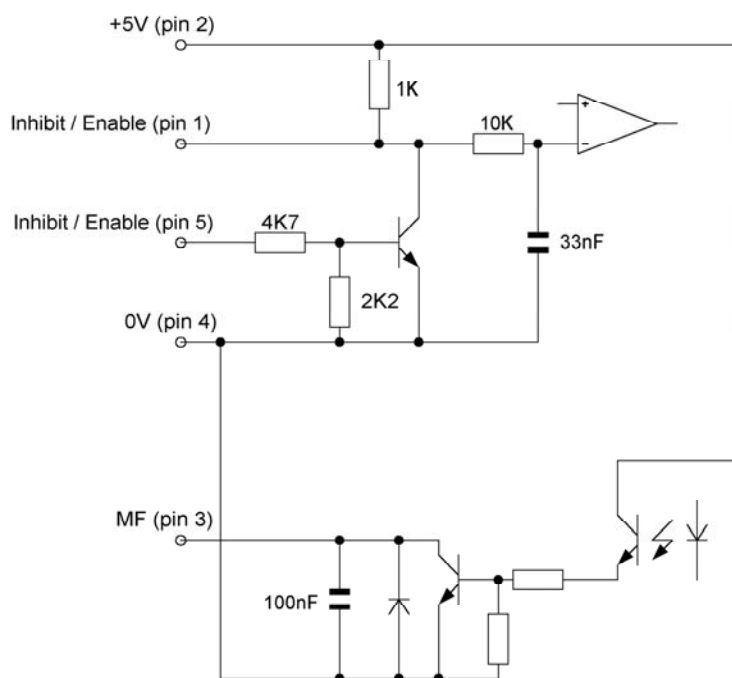 +5V (pin 2)
1K
Inhibit / Enable (pin 1)
10K
+
−
Inhibit / Enable (pin 5)
4K7
33nF
2K2
0V (pin 4)
MF (pin 3)
100nF